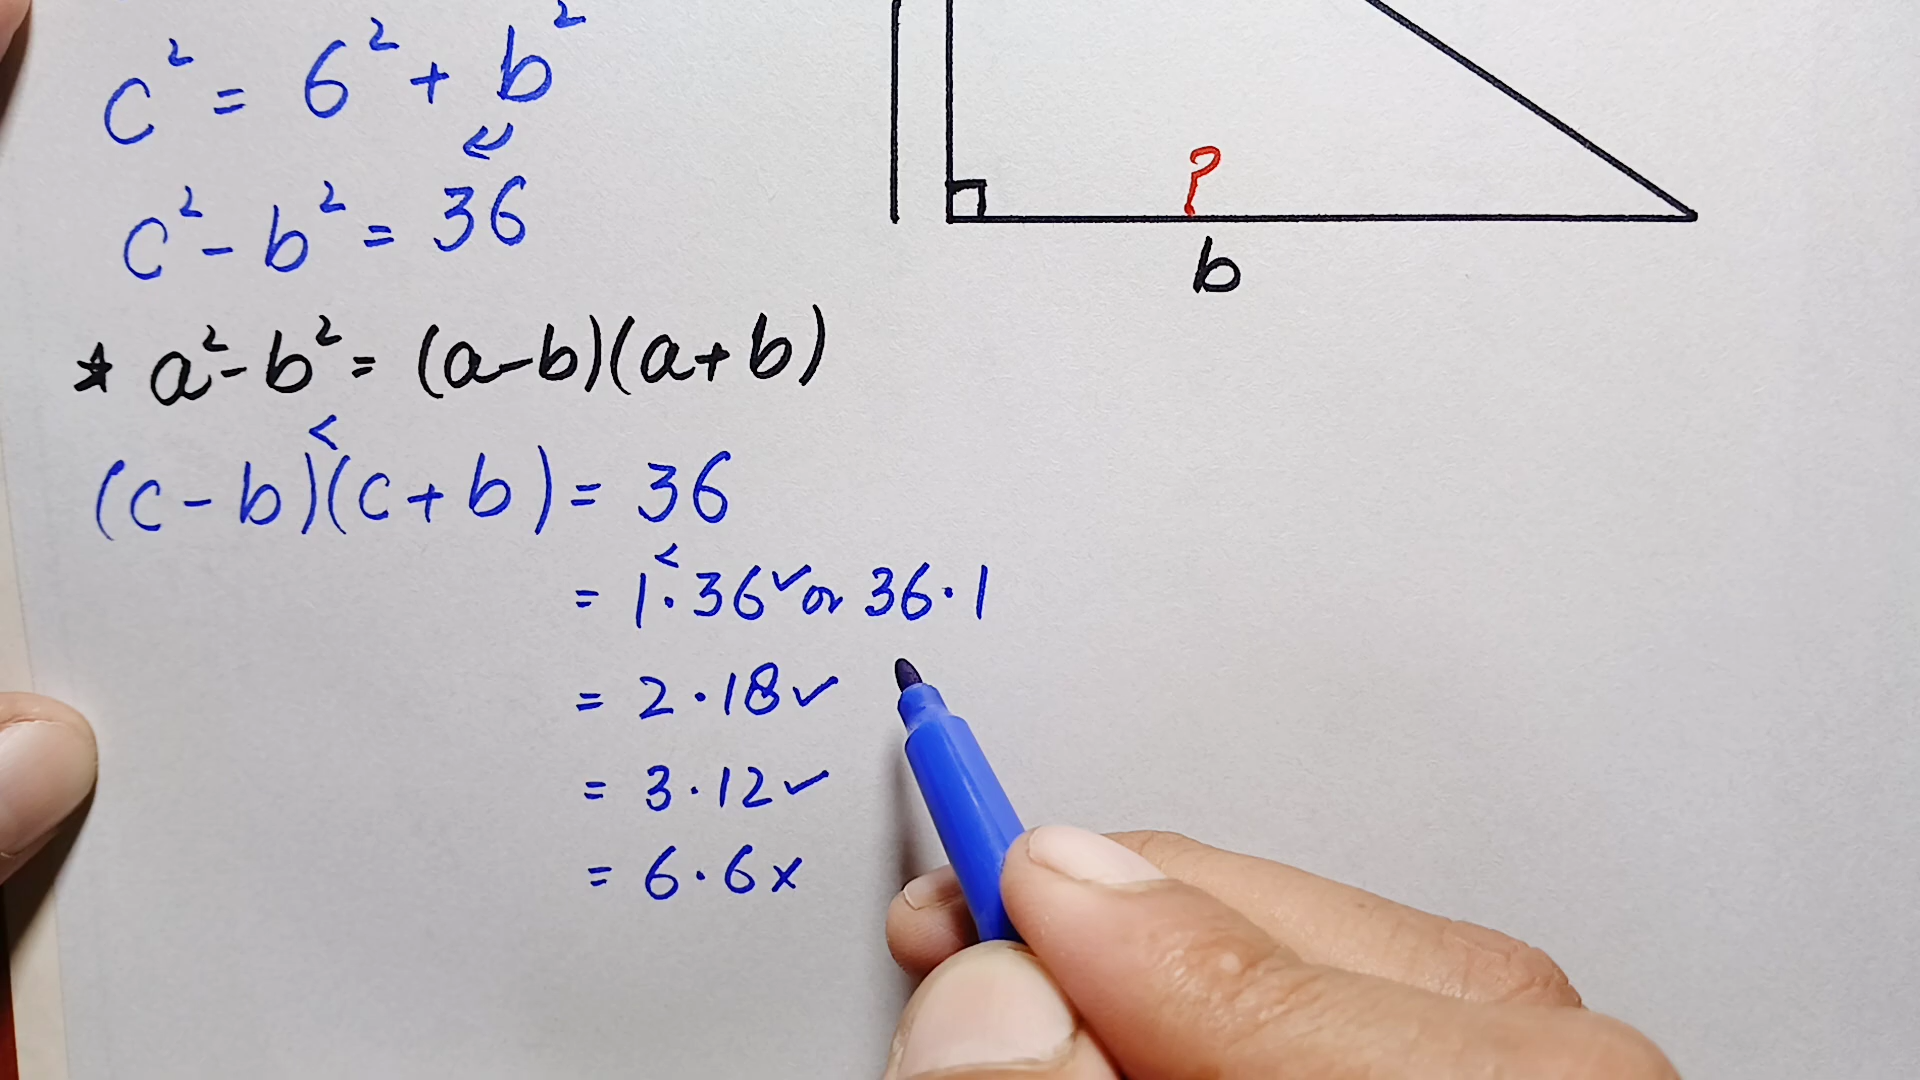 c² = 6² + b²
c² - b² = 36
* a² - b² = (a-b)(a+b)
<
(c-b)(c+b) = 36
<
= 1·36✓ or 36·1
= 2·18✓
= 3·12✓
= 6·6x
?
b